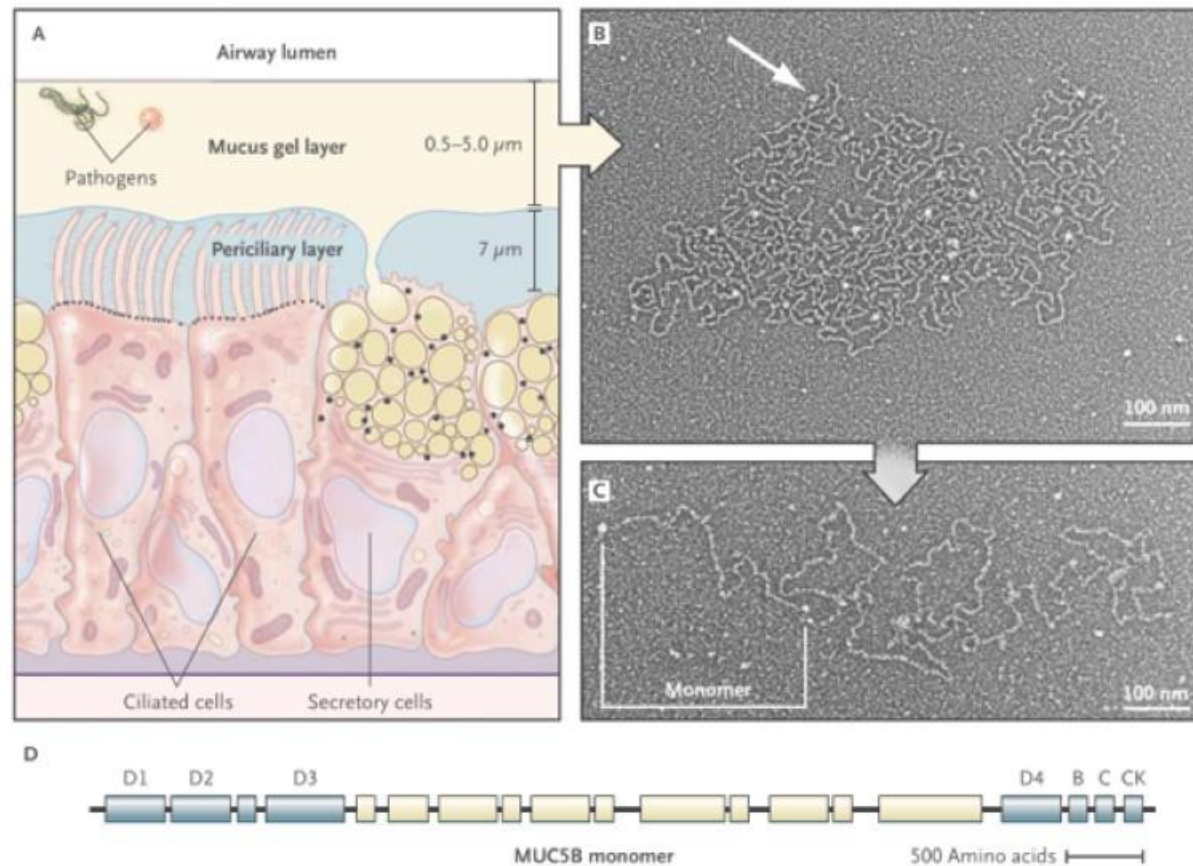 A
Airway lumen
Mucus gel layer
0.5–5.0 µm
Pathogens
Periciliary layer
7 µm
Ciliated cells
Secretory cells
B
100 nm
C
Monomer
100 nm
D
D1 D2 D3 D4 B C CK
MUC5B monomer
500 Amino acids